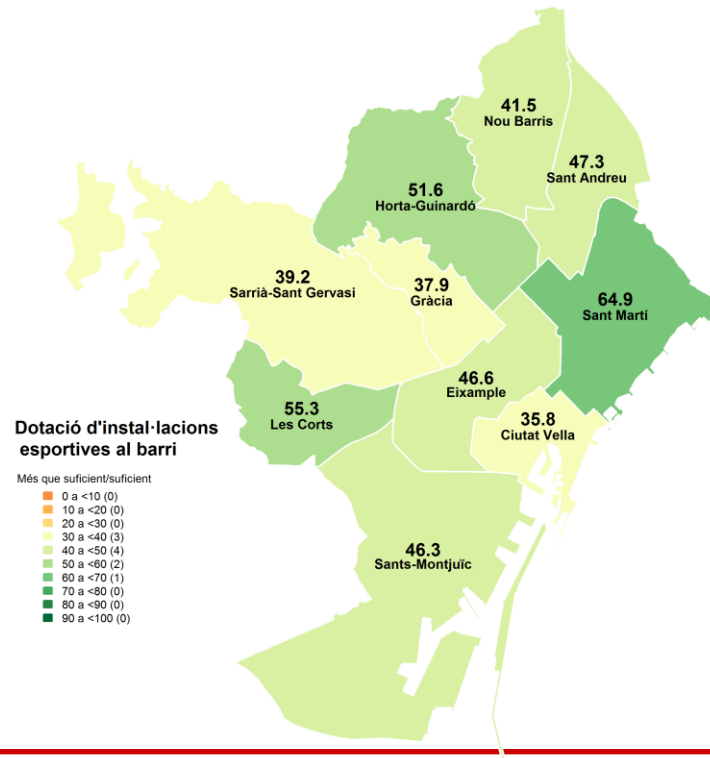 41.5
Nou Barris
47.3
Sant Andreu
51.6
Horta-Guinardó
39.2
Sarrià-Sant Gervasi
37.9
Gràcia
64.9
Sant Martí
46.6
Eixample
55.3
Les Corts
35.8
Ciutat Vella
46.3
Sants-Montjuïc
Dotació d'instal·lacions
esportives al barri
Més que suficient/suficient
0 a <10 (0)
10 a <20 (0)
20 a <30 (0)
30 a <40 (3)
40 a <50 (4)
50 a <60 (2)
60 a <70 (1)
70 a <80 (0)
80 a <90 (0)
90 a <100 (0)